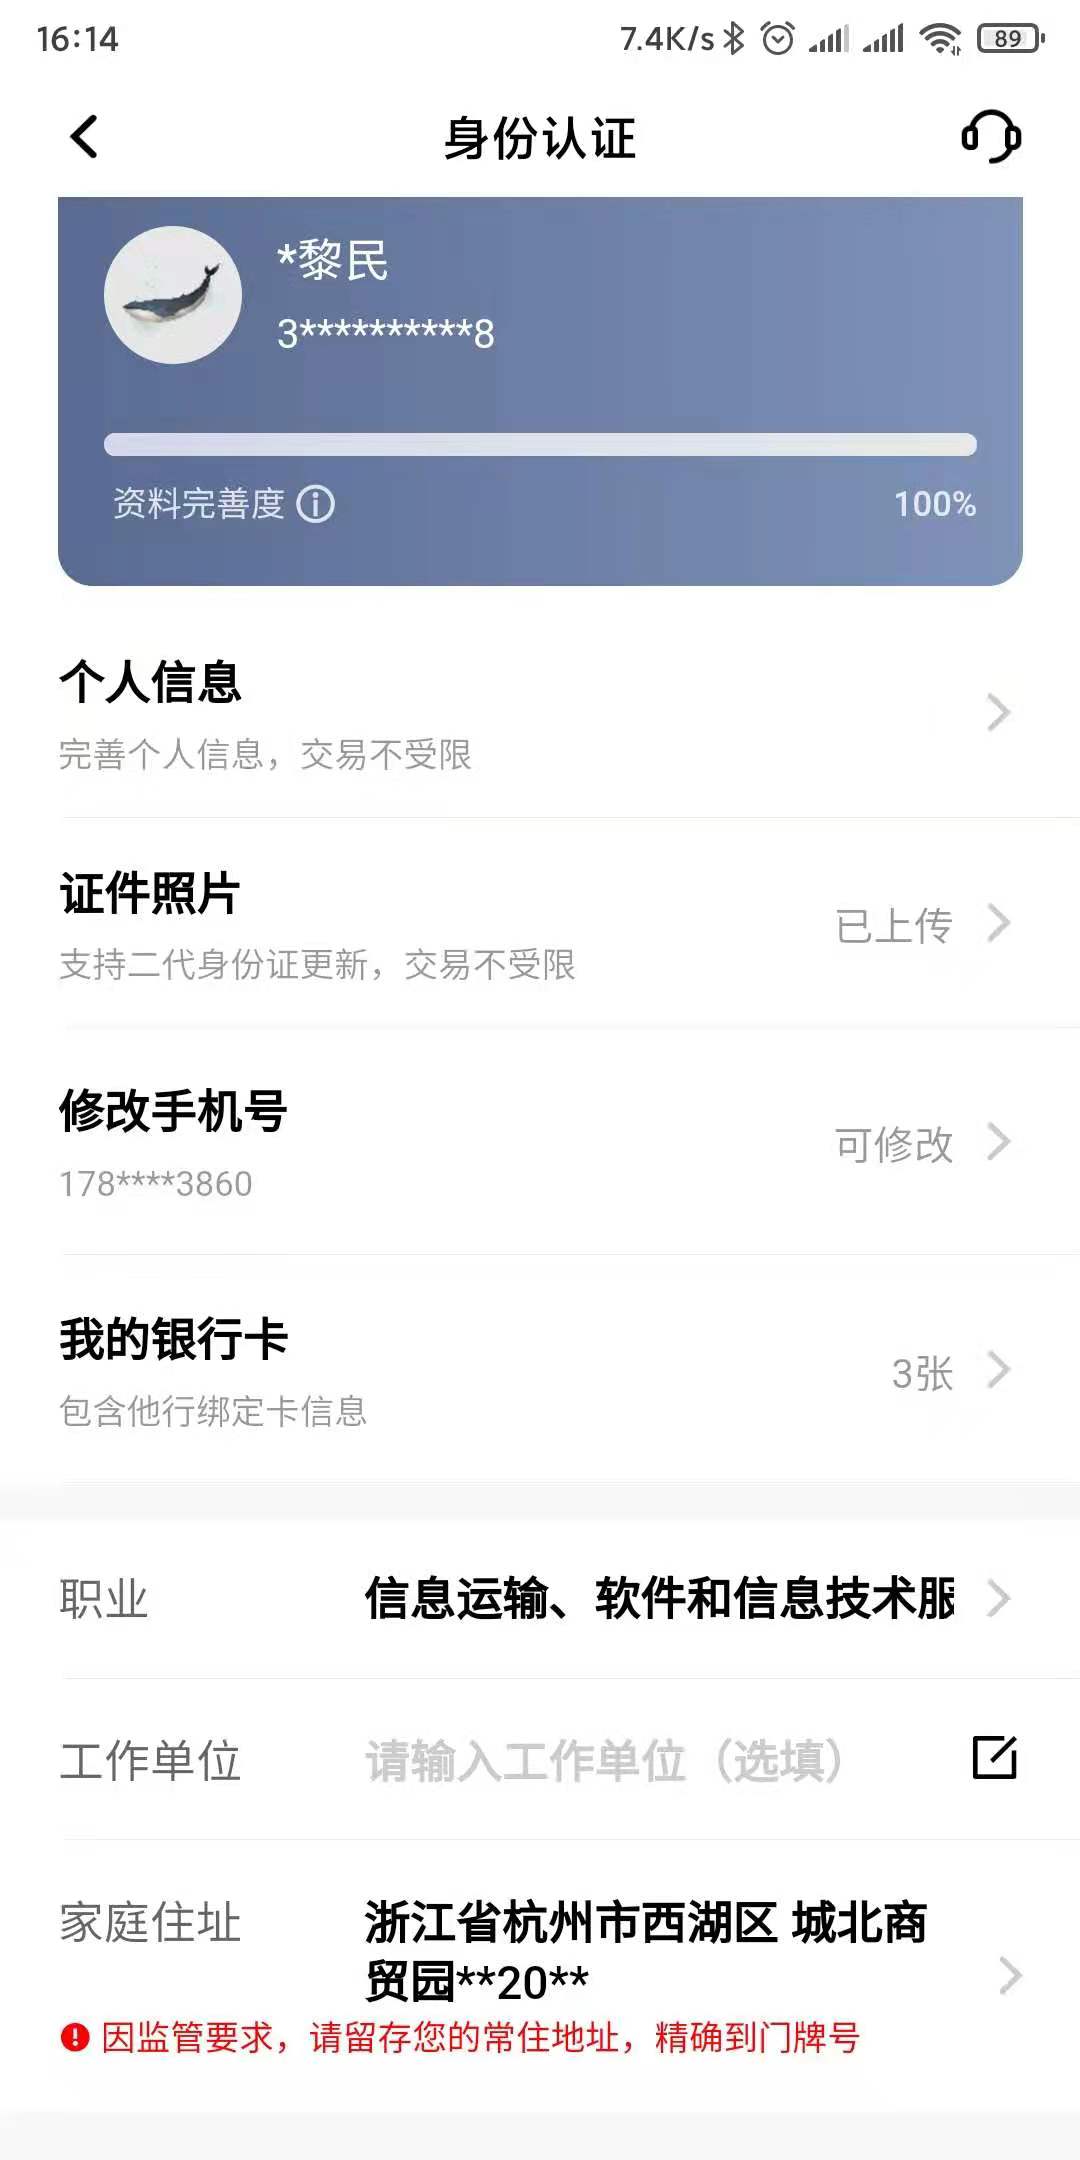 16:14 7.4K/s 89
身份认证
*黎民
3**********8
资料完善度 100%
个人信息
完善个人信息，交易不受限
证件照片
支持二代身份证更新，交易不受限
已上传
修改手机号
178****3860
可修改
我的银行卡
包含他行绑定卡信息
3张
职业 信息运输、软件和信息技术服
工作单位 请输入工作单位（选填）
家庭住址 浙江省杭州市西湖区 城北商
贸园**20**
因监管要求，请留存您的常住地址，精确到门牌号